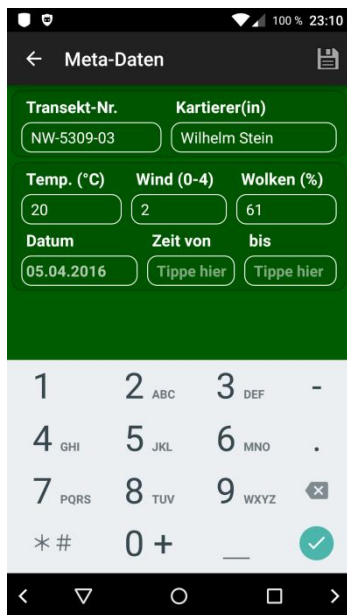 100 % 23:10
Meta-Daten
Transekt-Nr. Kartierer(in)
NW-5309-03 Wilhelm Stein
Temp. (°C) Wind (0-4) Wolken (%)
20 2 61
Datum Zeit von bis
05.04.2016 Tippe hier Tippe hier
1 2 ABC 3 DEF -
4 GHI 5 JKL 6 MNO .
7 PQRS 8 TUV 9 WXYZ
* # 0 + _